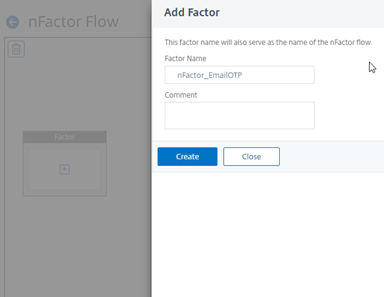 nFactor Flow
Factor
Add Factor
This factor name will also serve as the name of the nFactor flow.
Factor Name
nFactor_EmailOTP
Comment
Create
Close